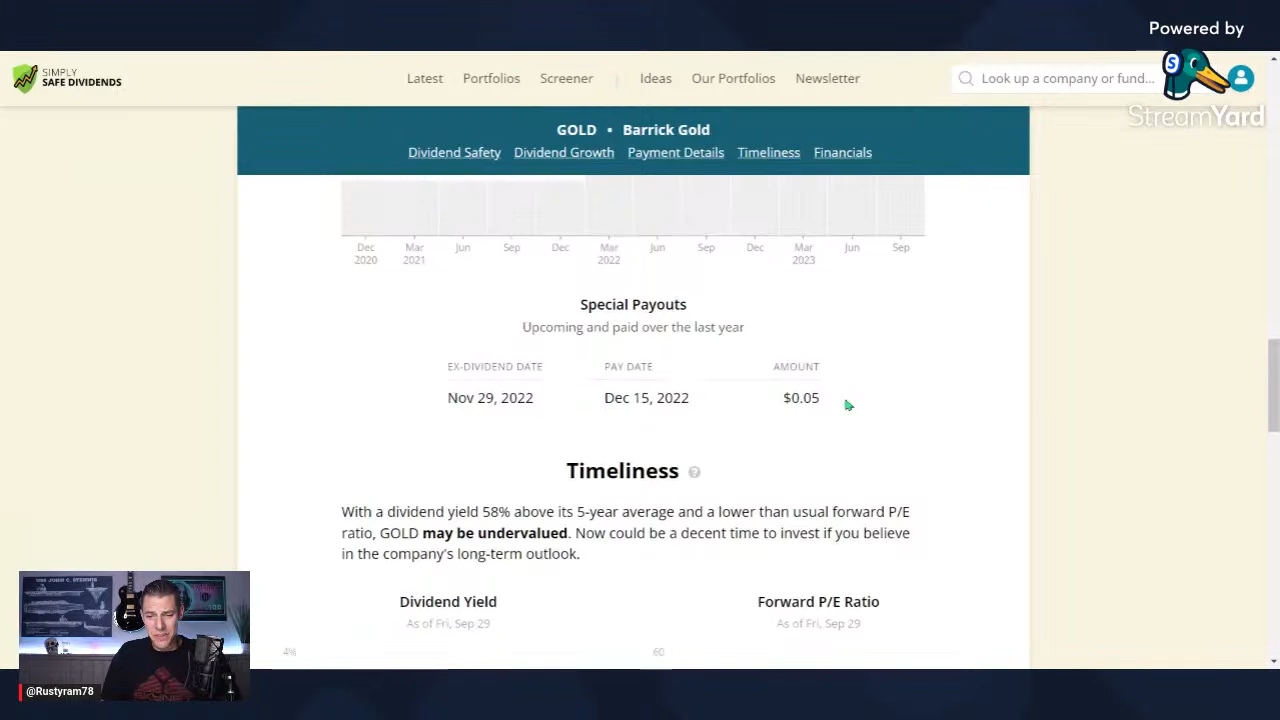 Powered by
StreamYard
SIMPLY
SAFE DIVIDENDS
Latest Portfolios Screener Ideas Our Portfolios Newsletter
Look up a company or fund...
GOLD • Barrick Gold
Dividend Safety Dividend Growth Payment Details Timeliness Financials
Dec Mar Jun Sep Dec Mar Jun Sep Dec Mar Jun Sep
2020 2021 2022 2023
Special Payouts
Upcoming and paid over the last year
EX-DIVIDEND DATE PAY DATE AMOUNT
Nov 29, 2022 Dec 15, 2022 $0.05
Timeliness ?
With a dividend yield 58% above its 5-year average and a lower than usual forward P/E
ratio, GOLD may be undervalued. Now could be a decent time to invest if you believe
in the company's long-term outlook.
Dividend Yield Forward P/E Ratio
As of Fri, Sep 29 As of Fri, Sep 29
4% 60
USS JOHN C. STENNIS
@Rustyram78